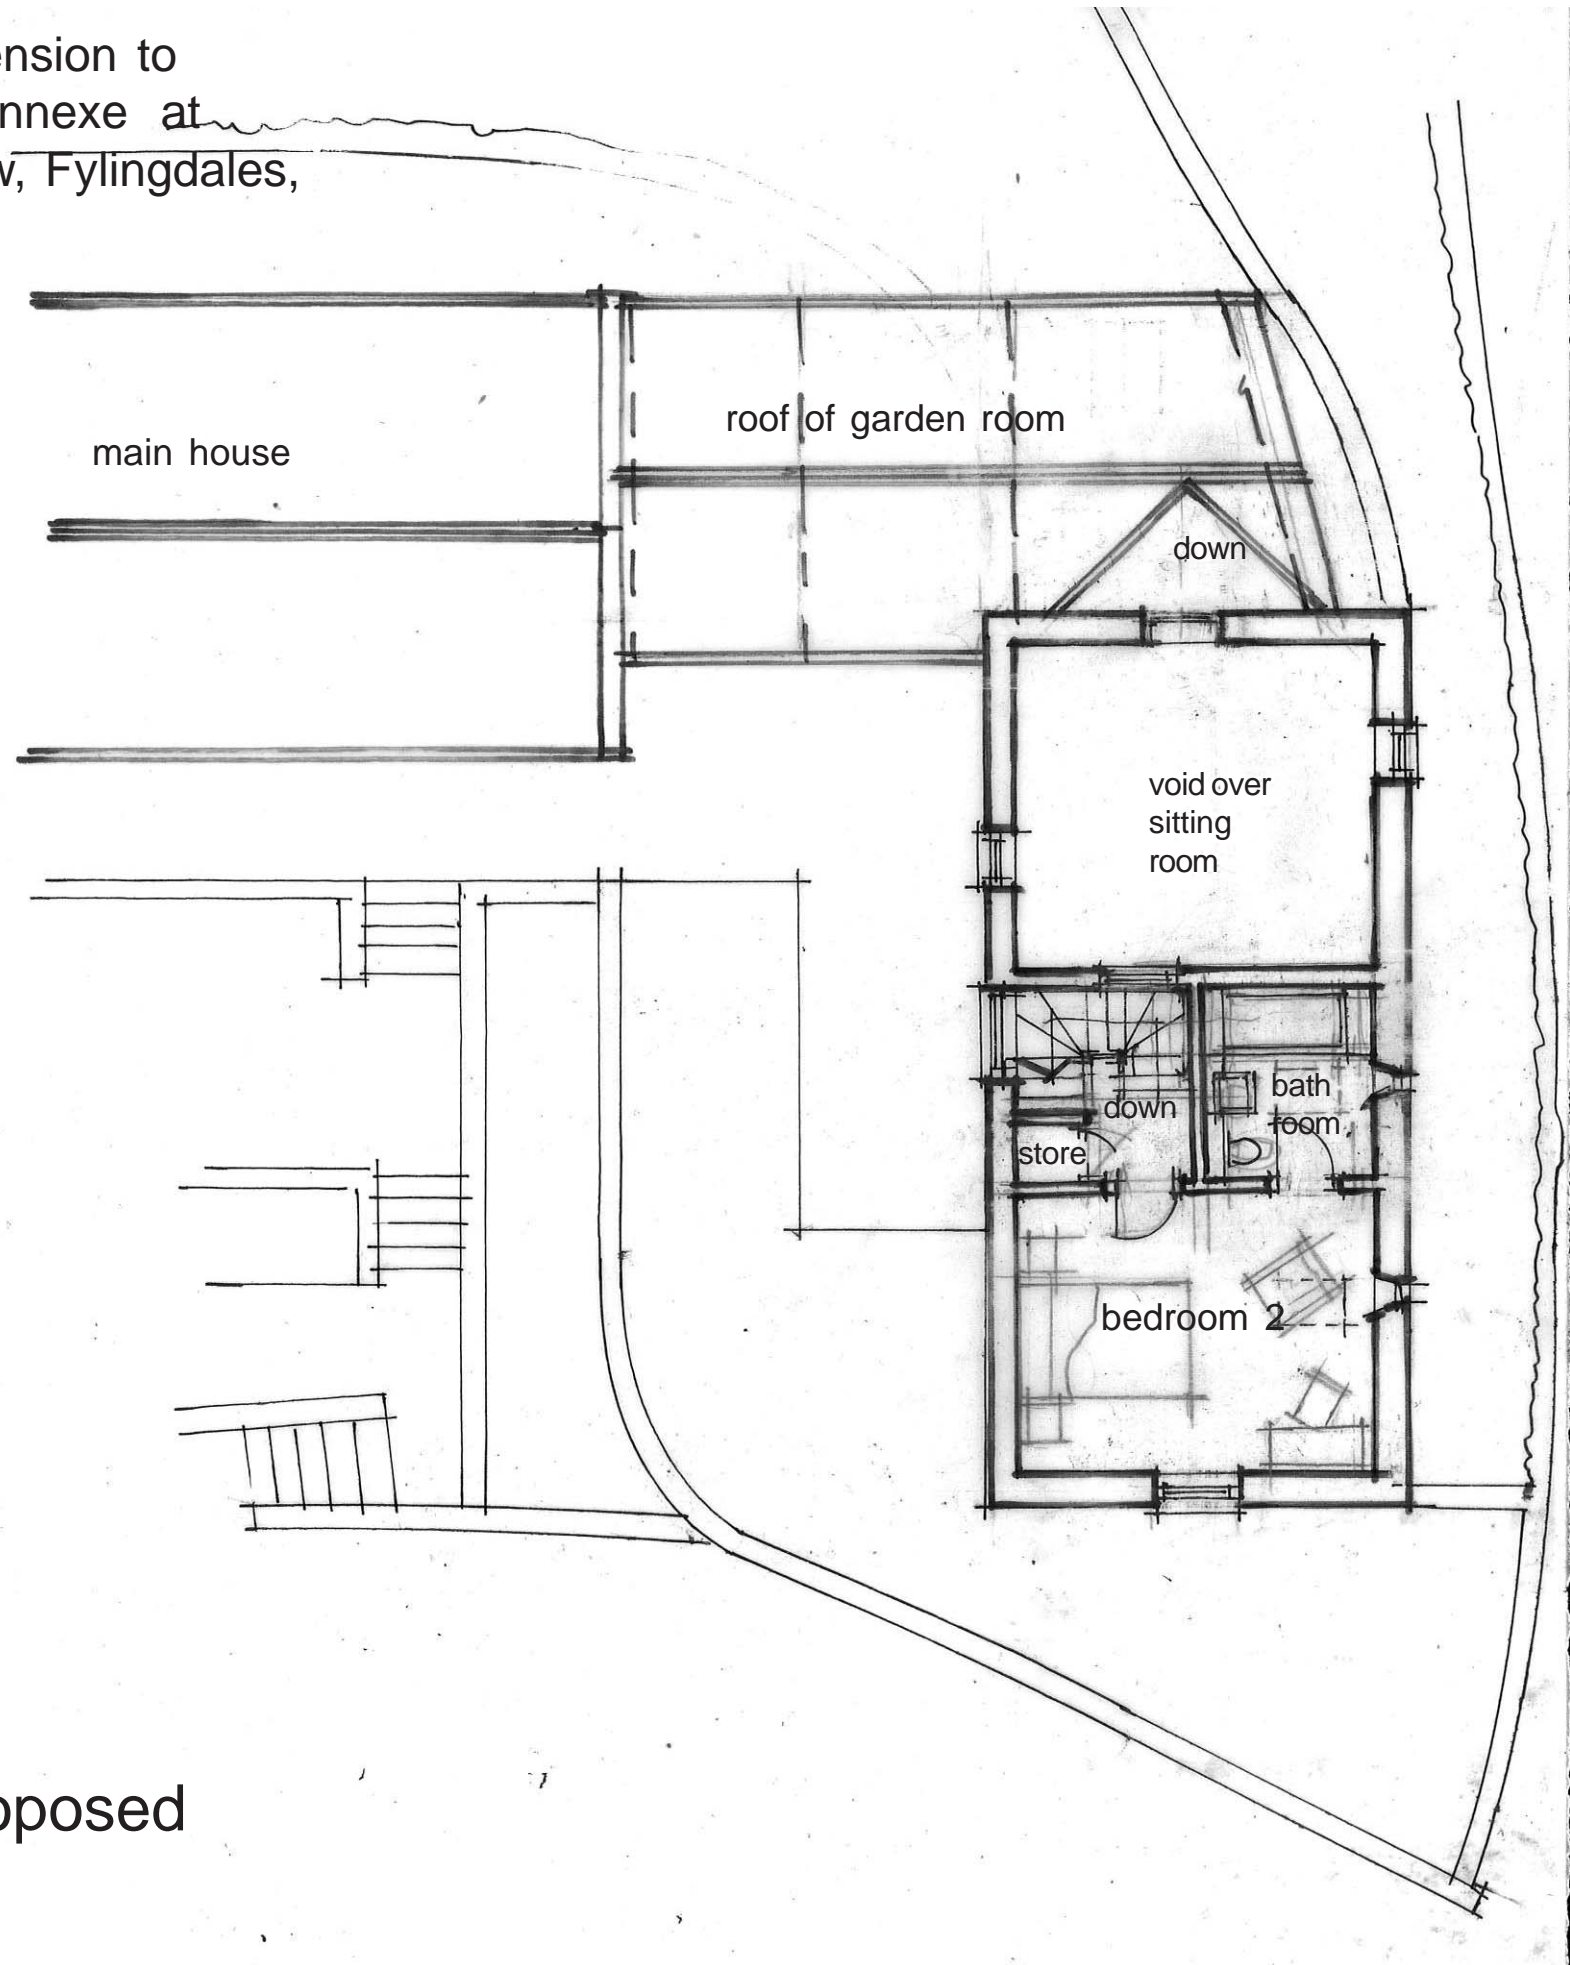 ension to
nnexe at
w, Fylingdales,
roof of garden room
main house
down
void over
sitting
room
bath
room
down
store
bedroom 2
oposed